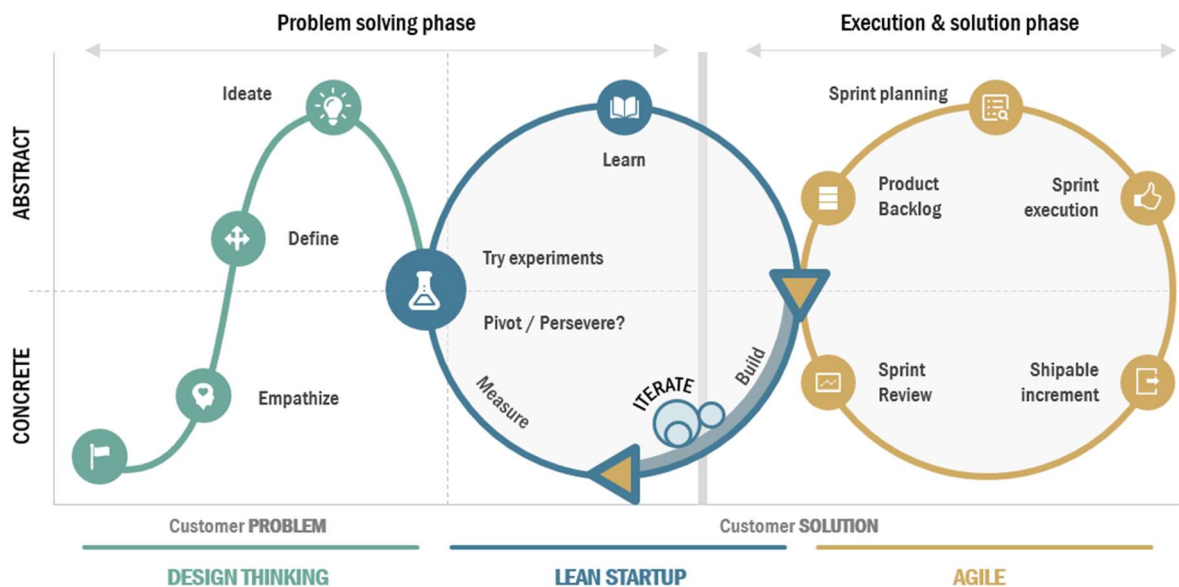 Problem solving phase
Execution & solution phase
ABSTRACT
CONCRETE
Ideate
Define
Empathize
Learn
Try experiments
Pivot / Persevere?
Measure
ITERATE
Build
Sprint planning
Product
Backlog
Sprint
execution
Sprint
Review
Shipable
increment
Customer PROBLEM
Customer SOLUTION
DESIGN THINKING
LEAN STARTUP
AGILE